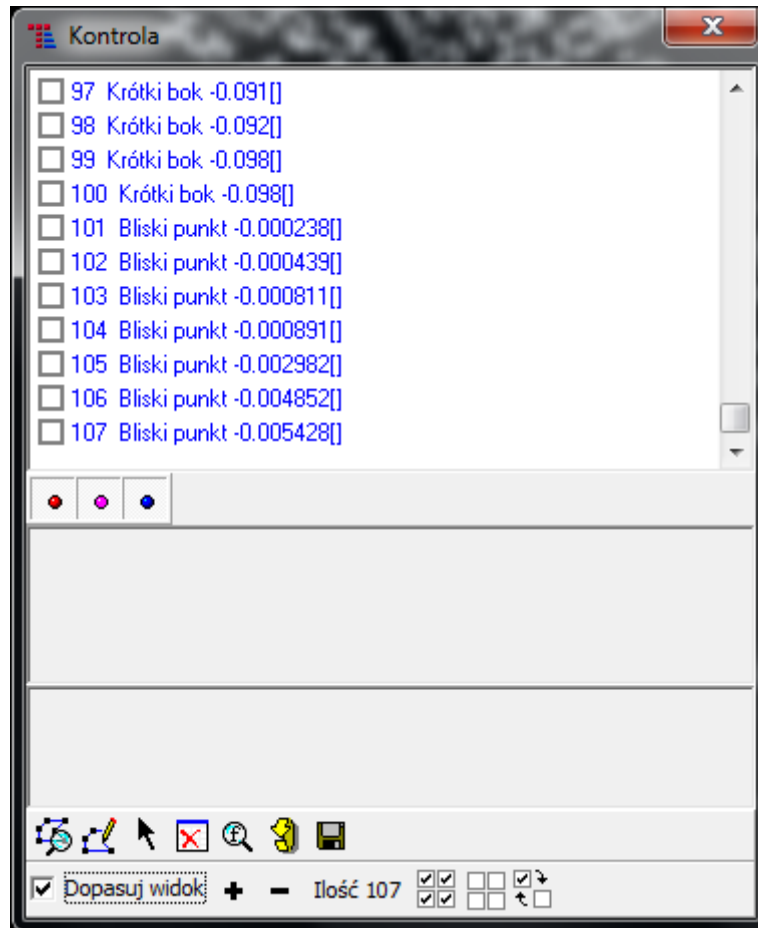 Kontrola
97 Krótki bok -0.091[]
98 Krótki bok -0.092[]
99 Krótki bok -0.098[]
100 Krótki bok -0.098[]
101 Bliski punkt -0.000238[]
102 Bliski punkt -0.000439[]
103 Bliski punkt -0.000811[]
104 Bliski punkt -0.000891[]
105 Bliski punkt -0.002982[]
106 Bliski punkt -0.004852[]
107 Bliski punkt -0.005428[]
Dopasuj widok Ilość 107